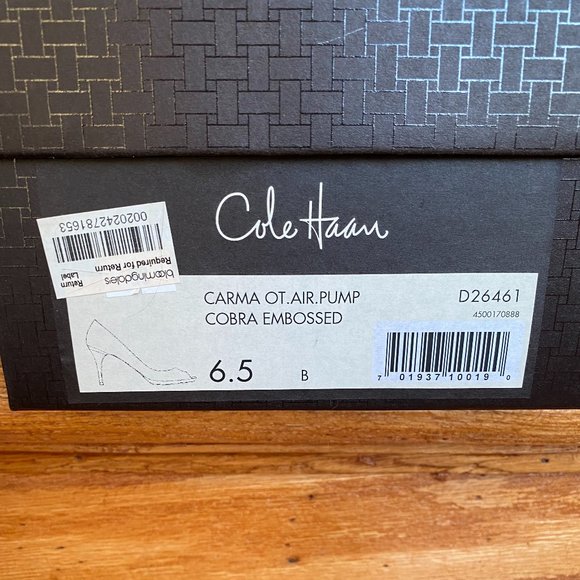 Cole Haan
0020242781653
bloomingdales
Required for Return
Return
Label
CARMA OT.AIR.PUMP
COBRA EMBOSSED
D26461
4500170888
6.5
B
7 01937 10019 0